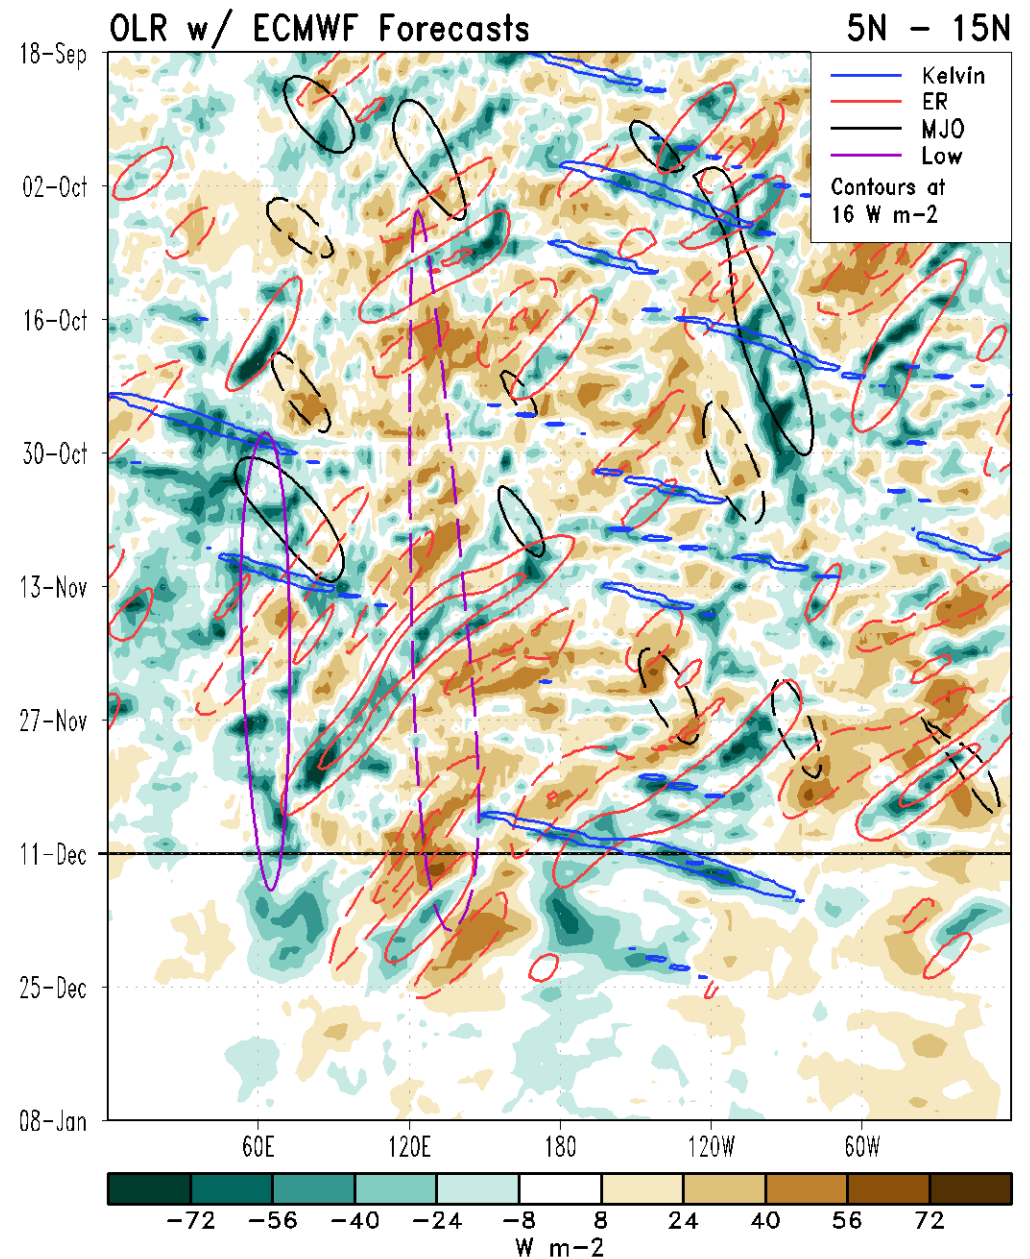 OLR w/ ECMWF Forecasts 5N - 15N
18-Sep
Kelvin
ER
MJO
Low
Contours at
16 W m-2
02-Oct
16-Oct
30-Oct
13-Nov
27-Nov
11-Dec
25-Dec
08-Jan
60E 120E 180 120W 60W
-72 -56 -40 -24 -8 8 24 40 56 72
W m-2